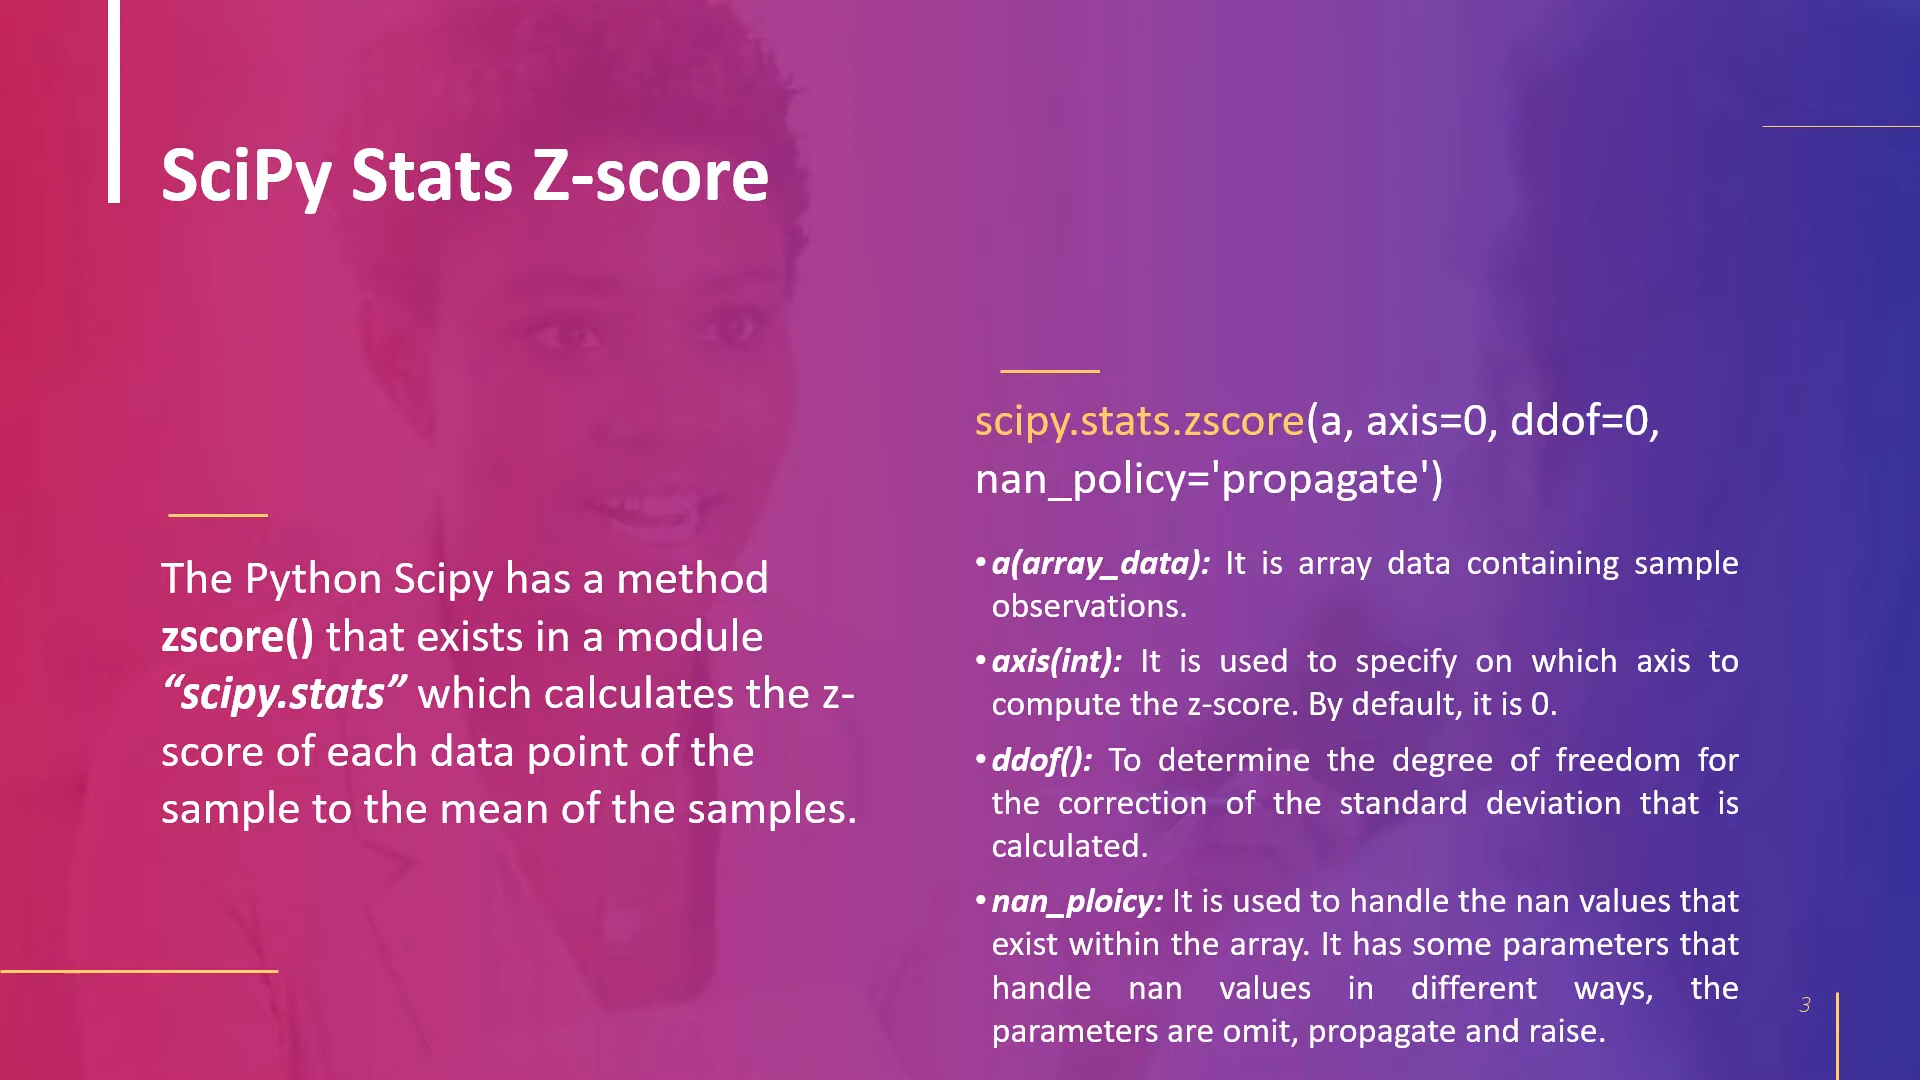 SciPy Stats Z-score
The Python Scipy has a method
zscore() that exists in a module
“scipy.stats” which calculates the z-
score of each data point of the
sample to the mean of the samples.
scipy.stats.zscore(a, axis=0, ddof=0,
nan_policy='propagate')
•a(array_data): It is array data containing sample
observations.
•axis(int): It is used to specify on which axis to
compute the z-score. By default, it is 0.
•ddof(): To determine the degree of freedom for
the correction of the standard deviation that is
calculated.
•nan_ploicy: It is used to handle the nan values that
exist within the array. It has some parameters that
handle nan values in different ways, the
parameters are omit, propagate and raise.
3